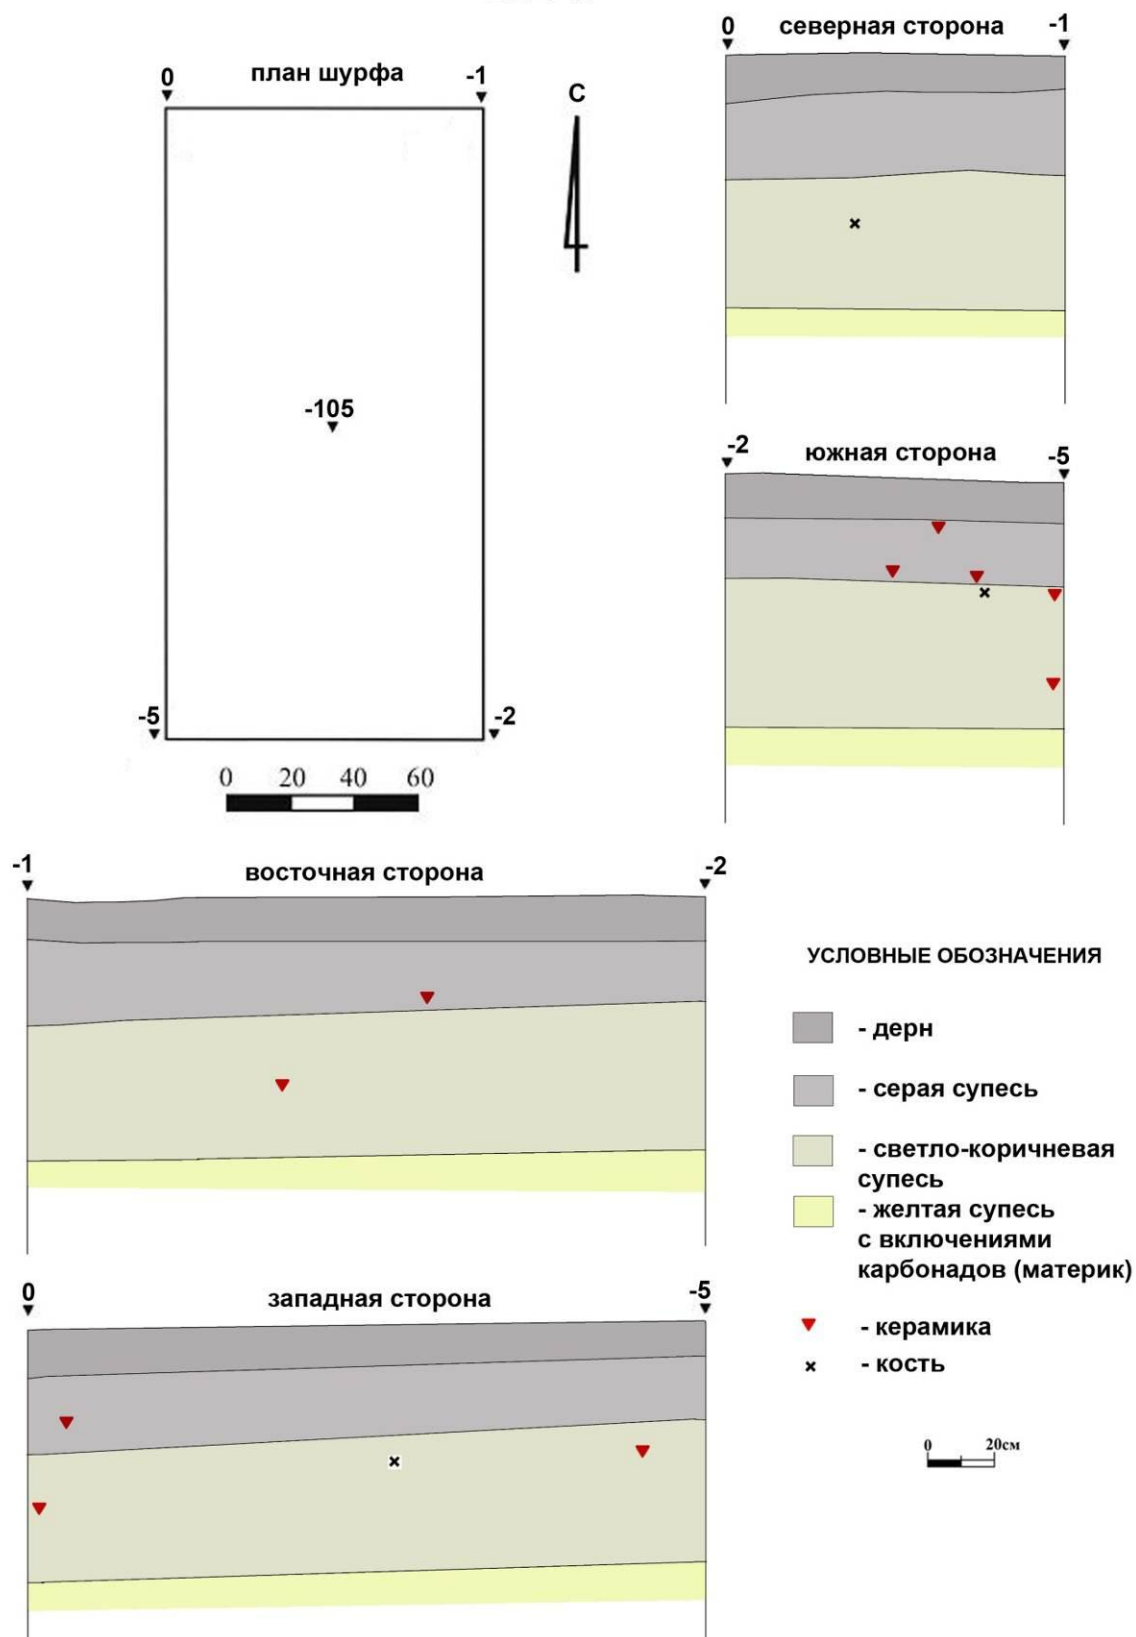 план шурфа
0
-1
С
-105
-5
-2
0 20 40 60
северная сторона
0
-1
южная сторона
-2
-5
восточная сторона
-1
-2
западная сторона
0
-5
УСЛОВНЫЕ ОБОЗНАЧЕНИЯ
- дерн
- серая супесь
- светло-коричневая
супесь
- желтая супесь
с включениями
карбонадов (материк)
- керамика
- кость
0 20см